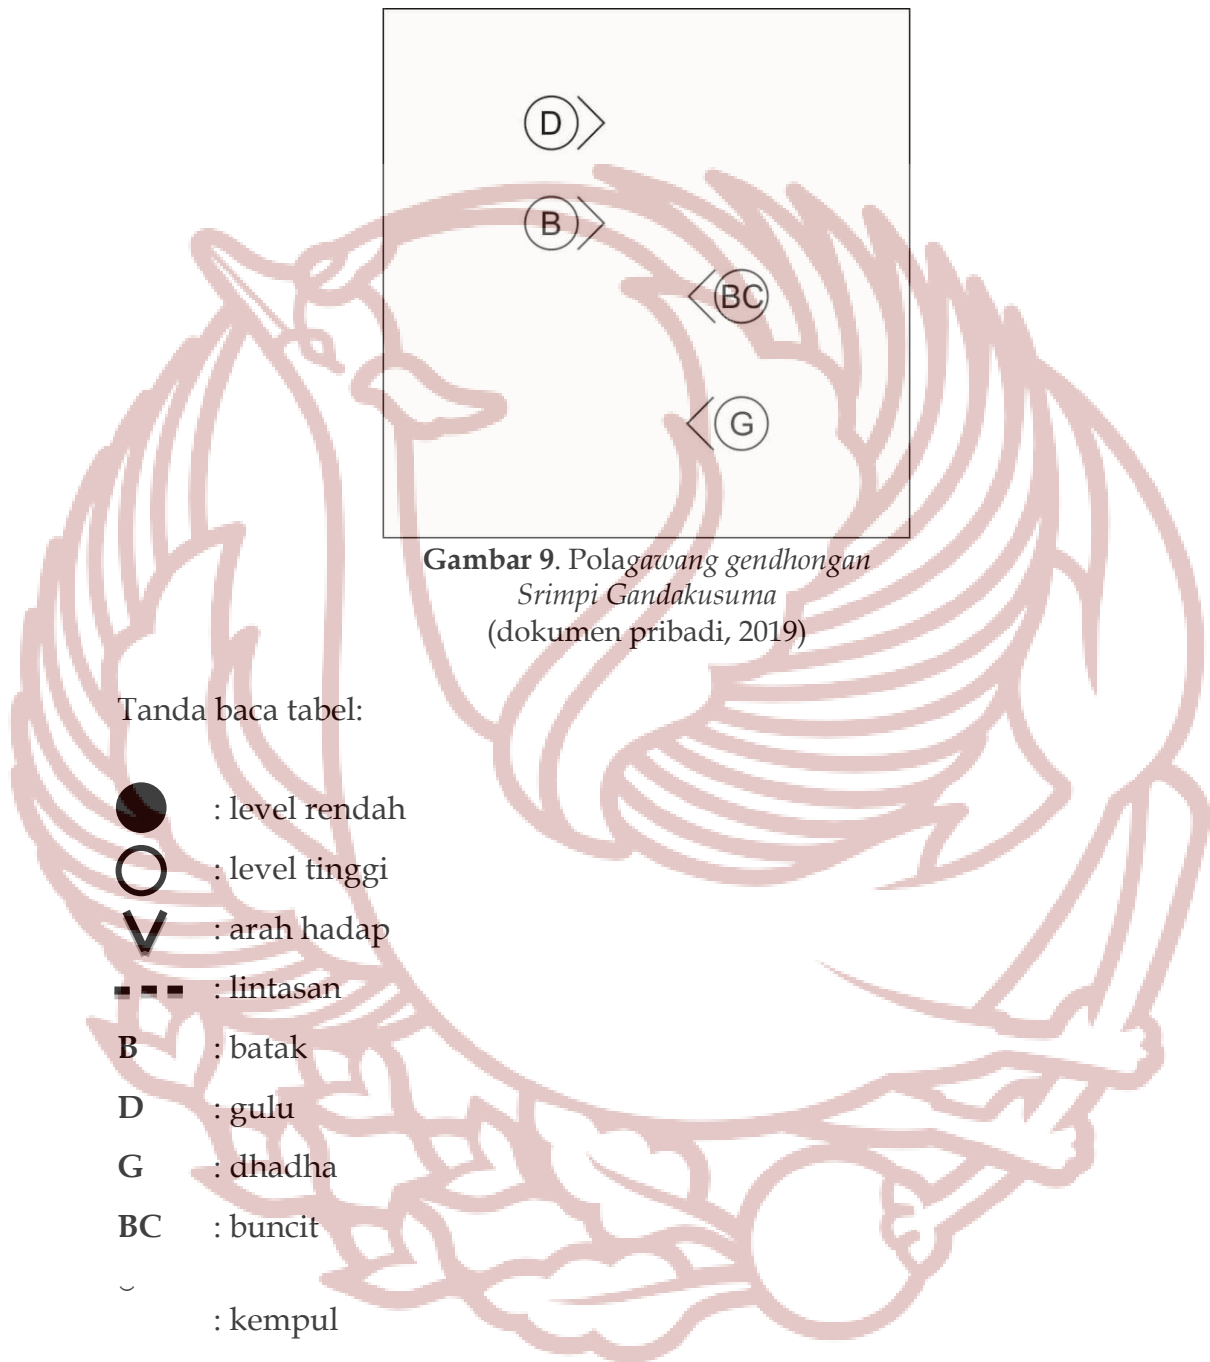 D
B
BC
G
Gambar 9. Polagawang gendhongan
Srimpi Gandakusuma
(dokumen pribadi, 2019)
Tanda baca tabel:
: level rendah
: level tinggi
: arah hadap
: lintasan
B : batak
D : gulu
G : dhadha
BC : buncit
: kempul